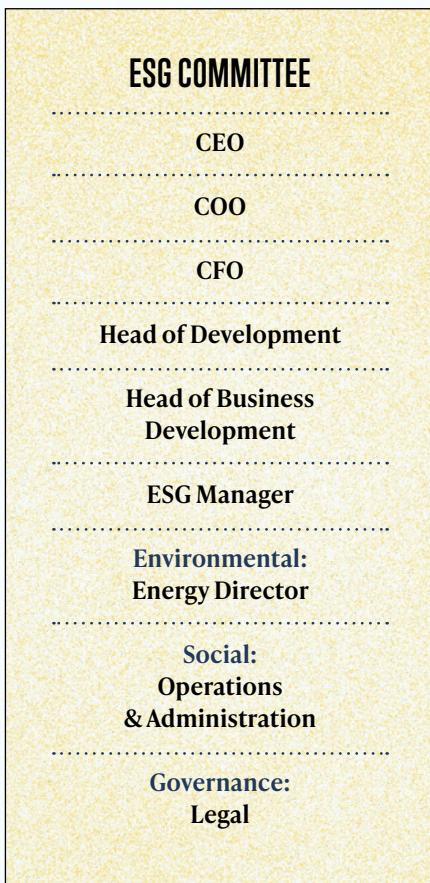 ESG COMMITTEE
CEO
COO
CFO
Head of Development
Head of Business
Development
ESG Manager
Environmental:
Energy Director
Social:
Operations
& Administration
Governance:
Legal